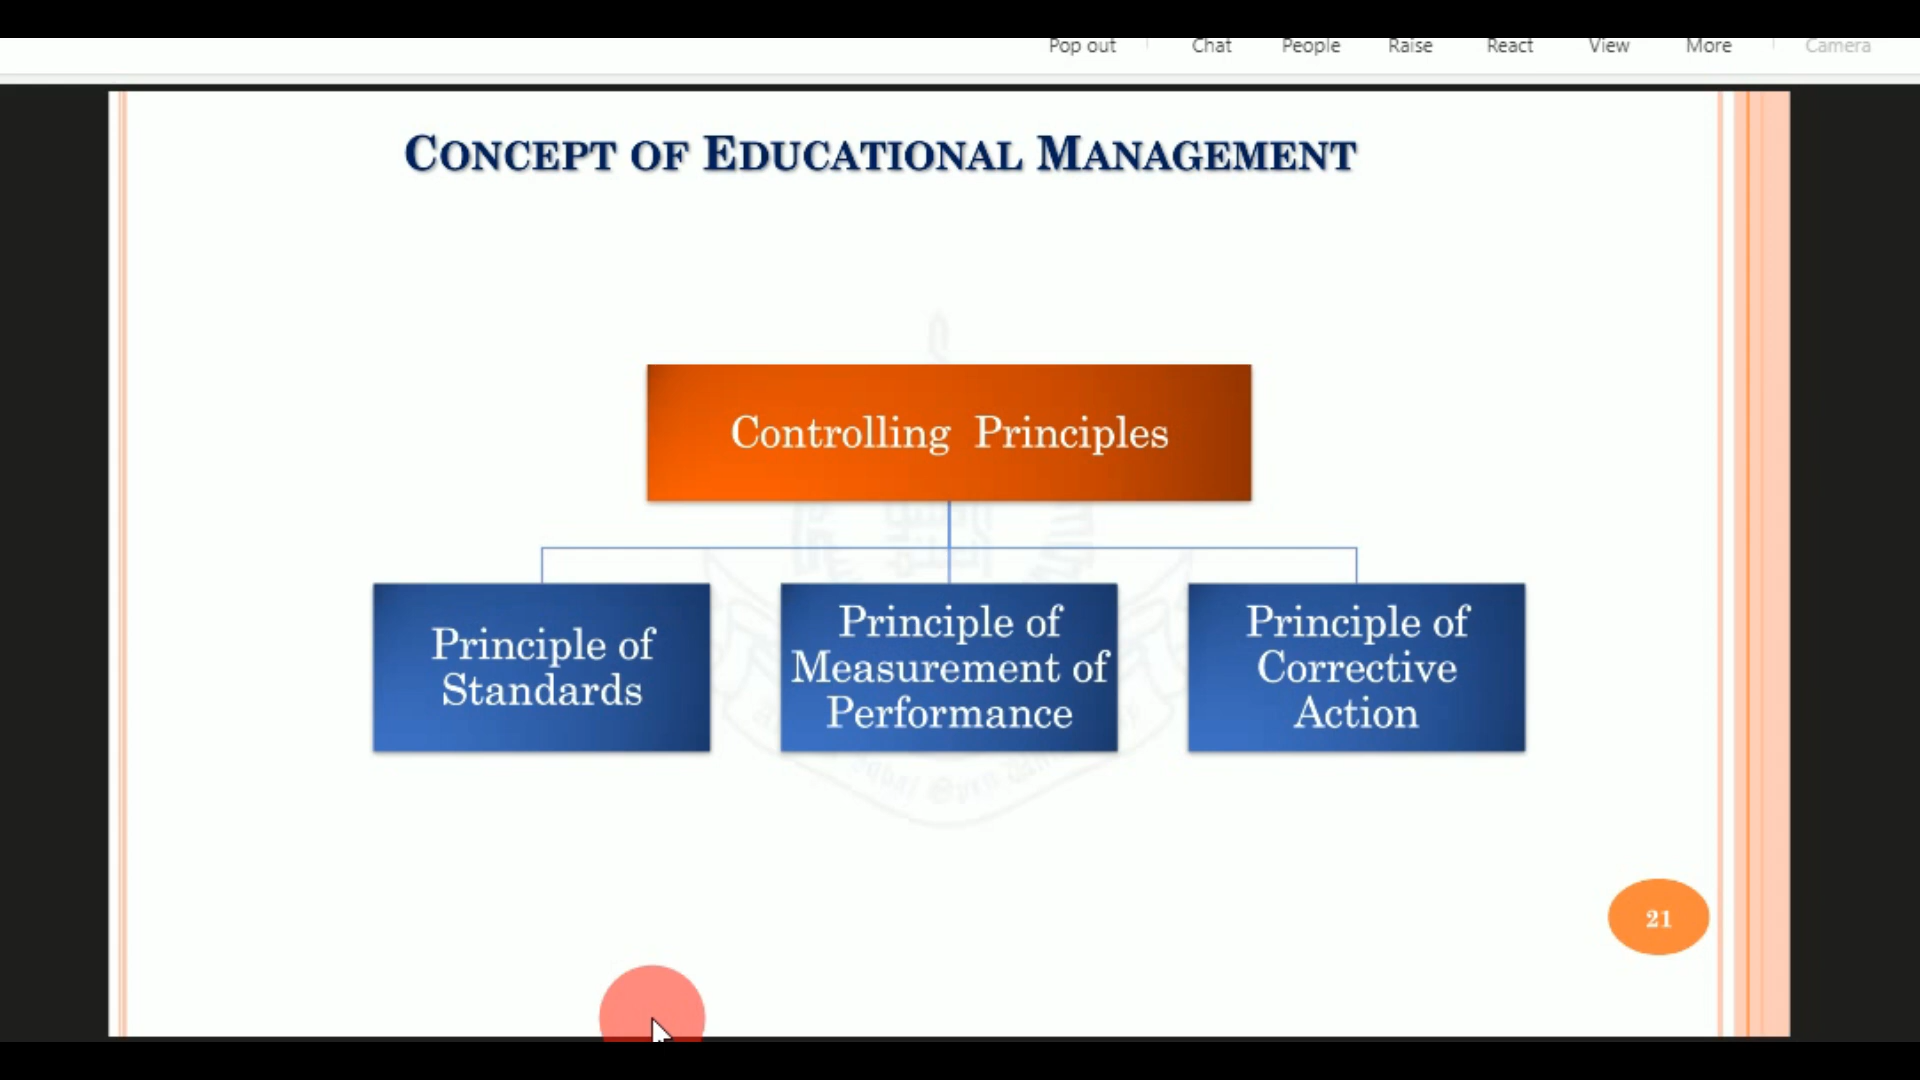 Pop out Chat People Raise React View More Camera
CONCEPT OF EDUCATIONAL MANAGEMENT
Controlling Principles
Principle of
Standards
Principle of
Measurement of
Performance
Principle of
Corrective
Action
21